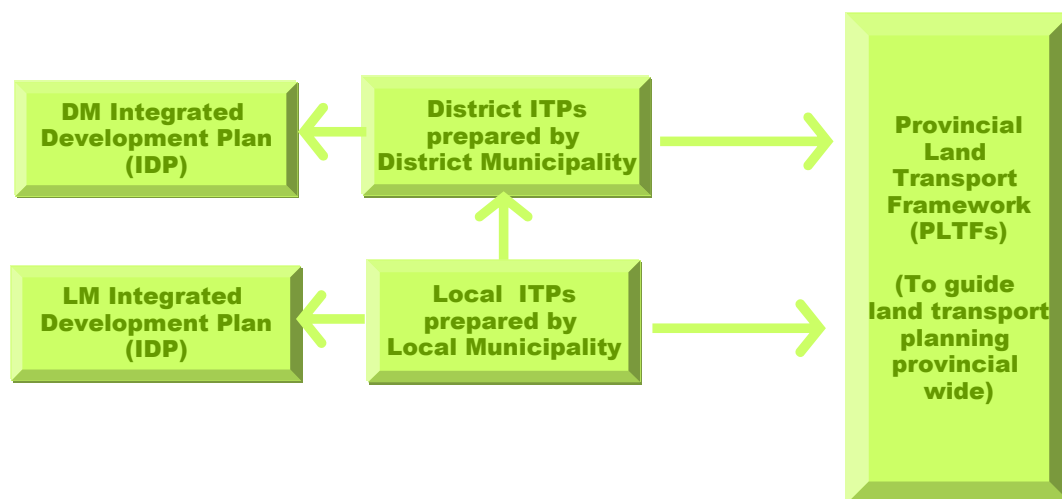 DM Integrated
Development Plan
(IDP)
District ITPs
prepared by
District Municipality
LM Integrated
Development Plan
(IDP)
Local ITPs
prepared by
Local Municipality
Provincial
Land
Transport
Framework
(PLTFs)
(To guide
land transport
planning
provincial
wide)